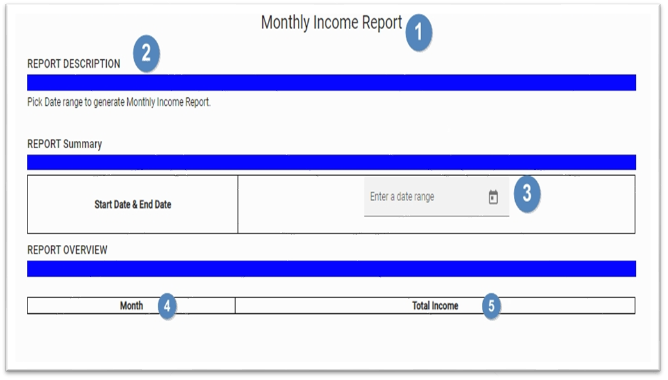 Monthly Income Report 1
REPORT DESCRIPTION 2
Pick Date range to generate Monthly Income Report.
REPORT Summary
Start Date & End Date Enter a date range 3
REPORT OVERVIEW
Month 4 Total Income 5